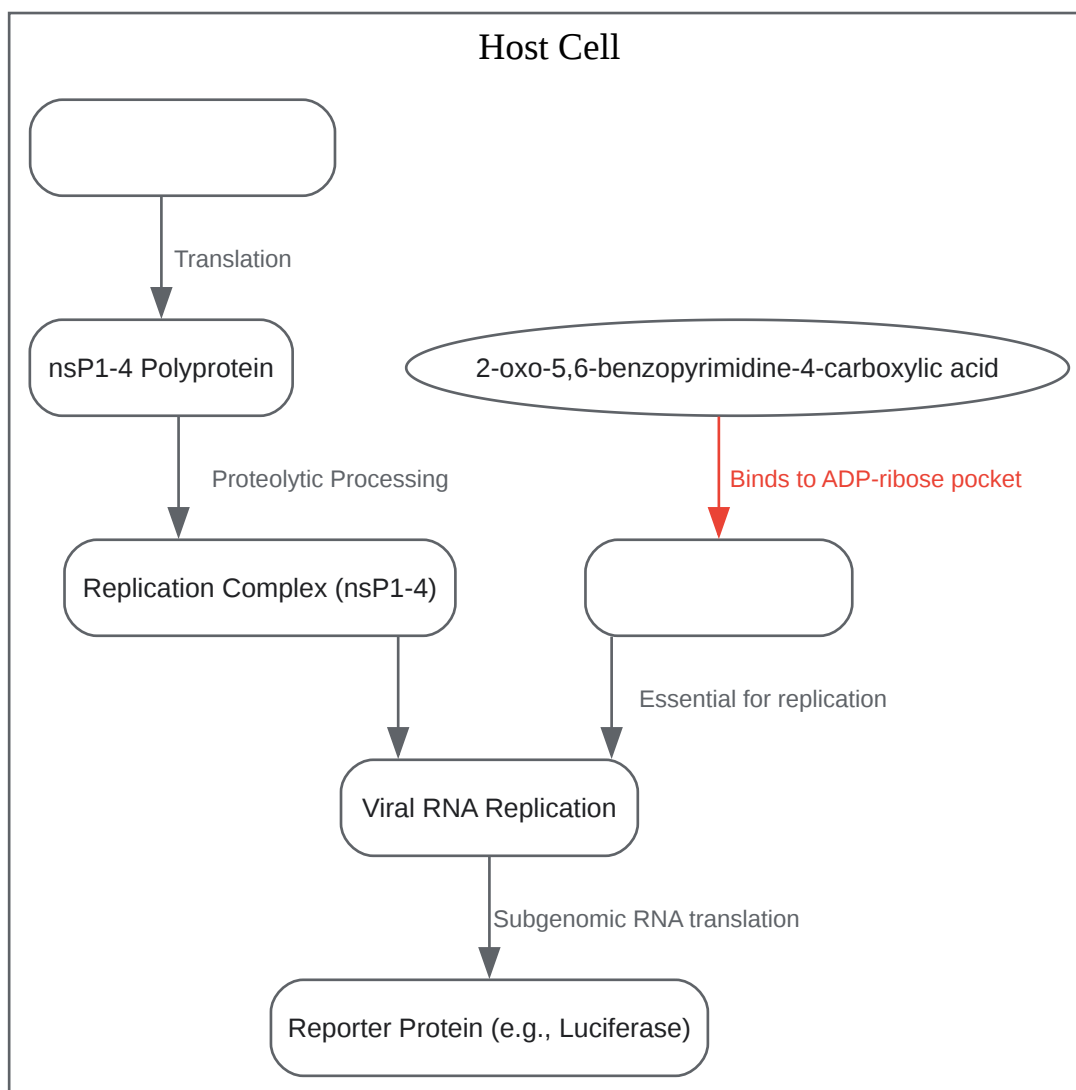 Host Cell
Translation
nsP1-4 Polyprotein
2-oxo-5,6-benzopyrimidine-4-carboxylic acid
Proteolytic Processing
Binds to ADP-ribose pocket
Replication Complex (nsP1-4)
Essential for replication
Viral RNA Replication
Subgenomic RNA translation
Reporter Protein (e.g., Luciferase)